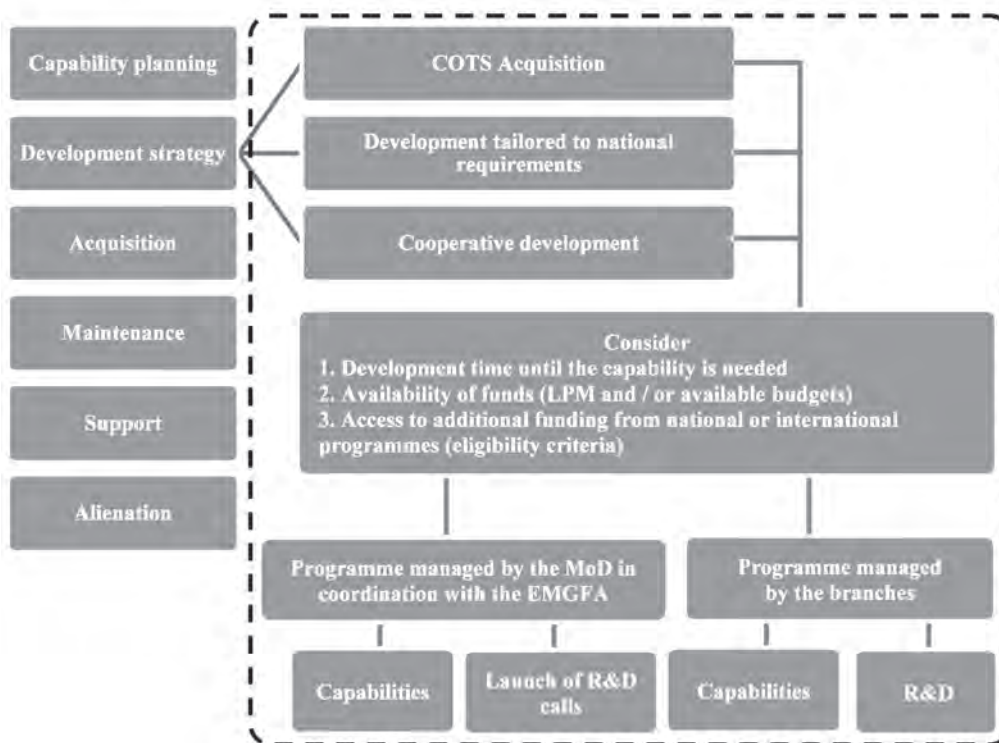 Capability planning
Development strategy
Acquisition
Maintenance
Support
Alienation
COTS Acquisition
Development tailored to national
requirements
Cooperative development
Consider
1. Development time until the capability is needed
2. Availability of funds (LPM and / or available budgets)
3. Access to additional funding from national or international
programmes (eligibility criteria)
Programme managed by the MoD in
coordination with the EMGFA
Programme managed
by the branches
Capabilities
Launch of R&D
calls
Capabilities
R&D